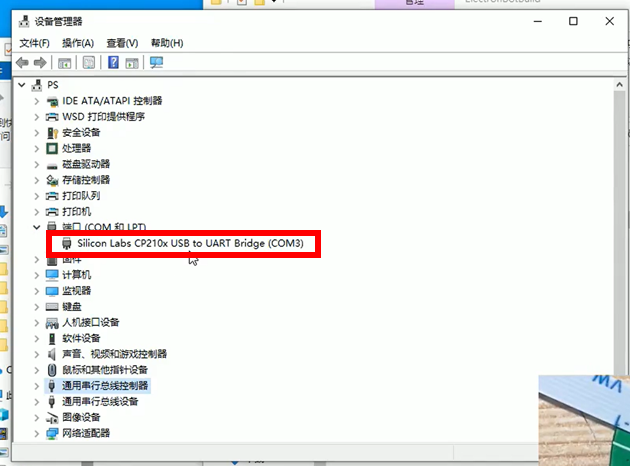 管理
ElectronBotBuild
设备管理器
文件(F) 操作(A) 查看(V) 帮助(H)
PS
IDE ATA/ATAPI 控制器
WSD 打印提供程序
安全设备
处理器
磁盘驱动器
存储控制器
打印队列
打印机
端口 (COM 和 LPT)
Silicon Labs CP210x USB to UART Bridge (COM3)
固件
计算机
监视器
键盘
人机接口设备
软件设备
声音、视频和游戏控制器
鼠标和其他指针设备
通用串行总线控制器
通用串行总线设备
图像设备
网络适配器